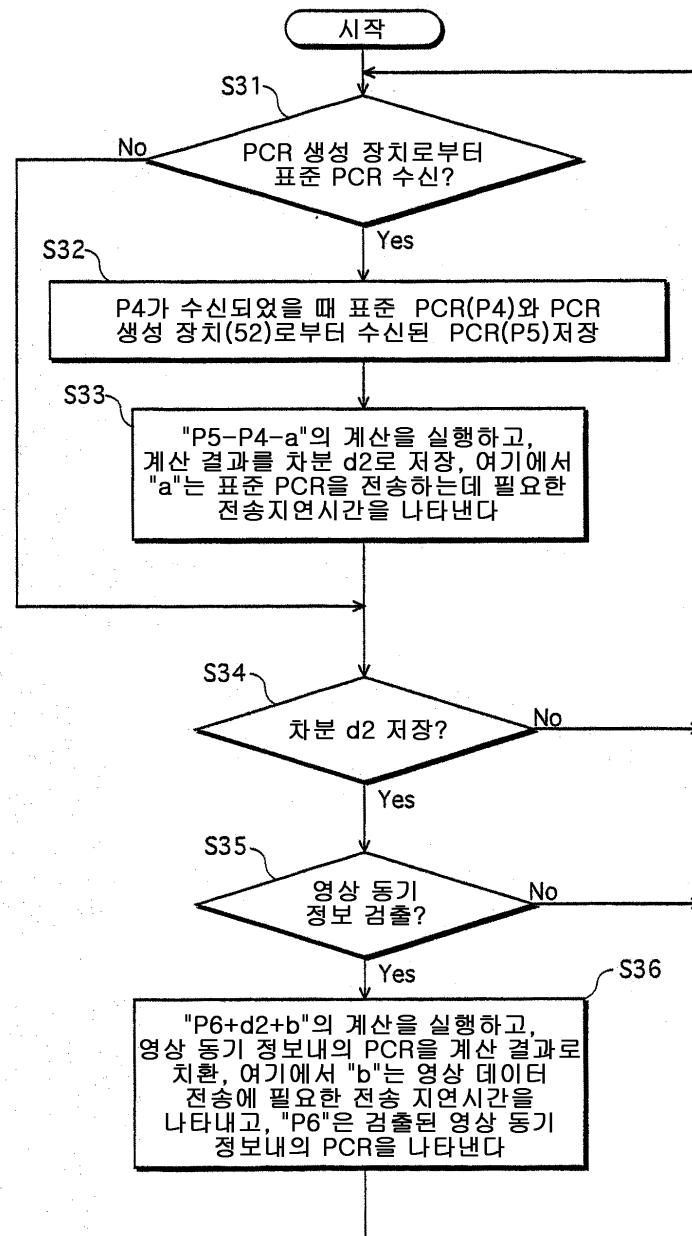 시작
S31
No
PCR 생성 장치로부터
표준 PCR 수신?
Yes
S32
P4가 수신되었을 때 표준 PCR(P4)와 PCR
생성 장치(52)로부터 수신된 PCR(P5)저장
S33
"P5-P4-a"의 계산을 실행하고,
계산 결과를 차분 d2로 저장, 여기에서
"a"는 표준 PCR을 전송하는데 필요한
전송지연시간을 나타낸다
S34
차분 d2 저장?
No
Yes
S35
영상 동기
정보 검출?
No
Yes
S36
"P6+d2+b"의 계산을 실행하고,
영상 동기 정보내의 PCR을 계산 결과로
치환, 여기에서 "b"는 영상 데이터
전송에 필요한 전송 지연시간을
나타내고, "P6"은 검출된 영상 동기
정보내의 PCR을 나타낸다